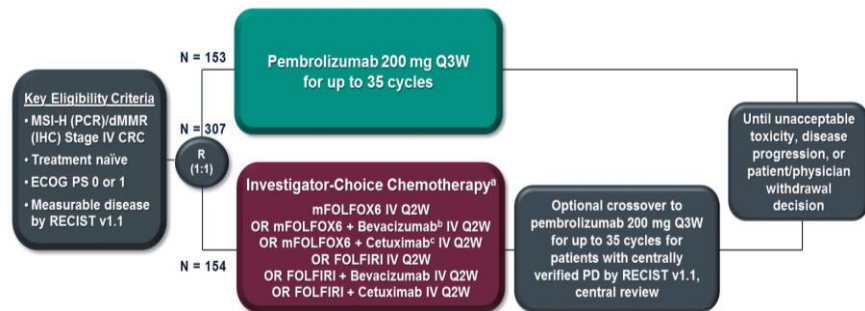 N = 153
Pembrolizumab 200 mg Q3W
for up to 35 cycles
Key Eligibility Criteria
• MSI-H (PCR)/dMMR
(IHC) Stage IV CRC
• Treatment naïve
• ECOG PS 0 or 1
• Measurable disease
by RECIST v1.1
N = 307
R
(1:1)
N = 154
Investigator-Choice Chemotherapyᵃ
mFOLFOX6 IV Q2W
OR mFOLFOX6 + Bevacizumabᵇ IV Q2W
OR mFOLFOX6 + Cetuximabᶜ IV Q2W
OR FOLFIRI IV Q2W
OR FOLFIRI + Bevacizumab IV Q2W
OR FOLFIRI + Cetuximab IV Q2W
Optional crossover to
pembrolizumab 200 mg Q3W
for up to 35 cycles for
patients with centrally
verified PD by RECIST v1.1,
central review
Until unacceptable
toxicity, disease
progression, or
patient/physician
withdrawal
decision